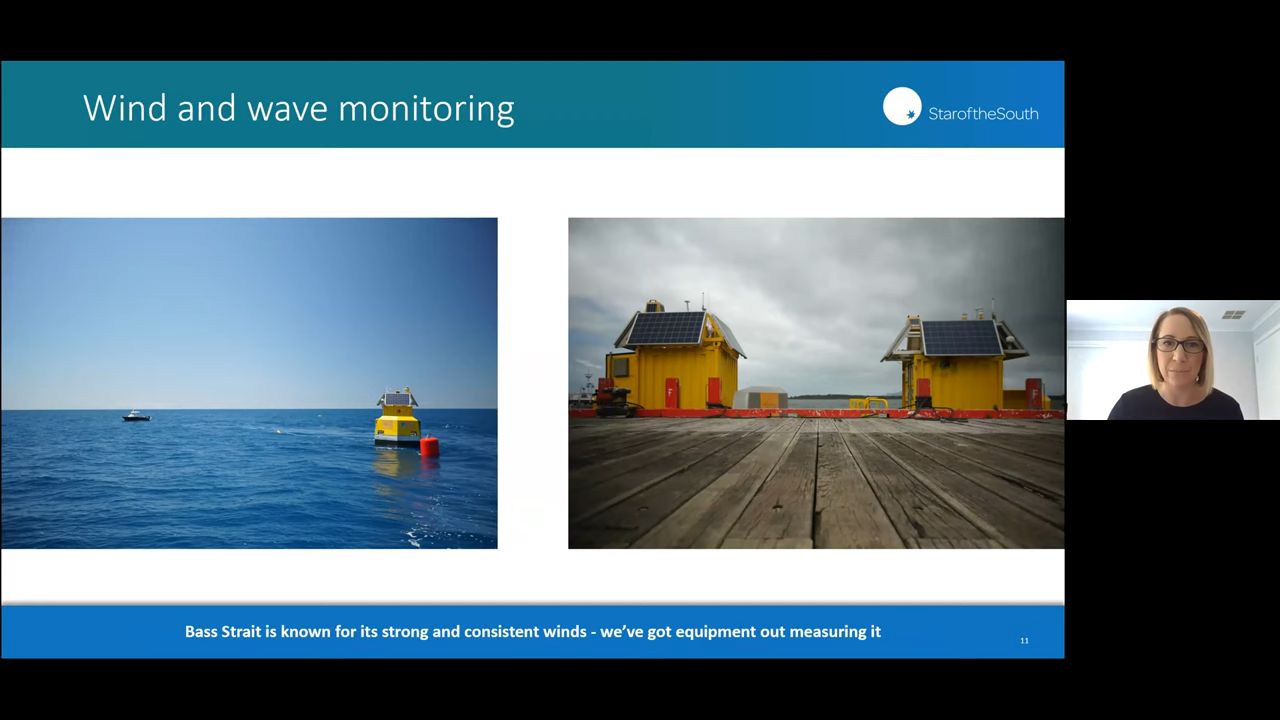 Wind and wave monitoring
StaroftheSouth
Bass Strait is known for its strong and consistent winds - we’ve got equipment out measuring it
11